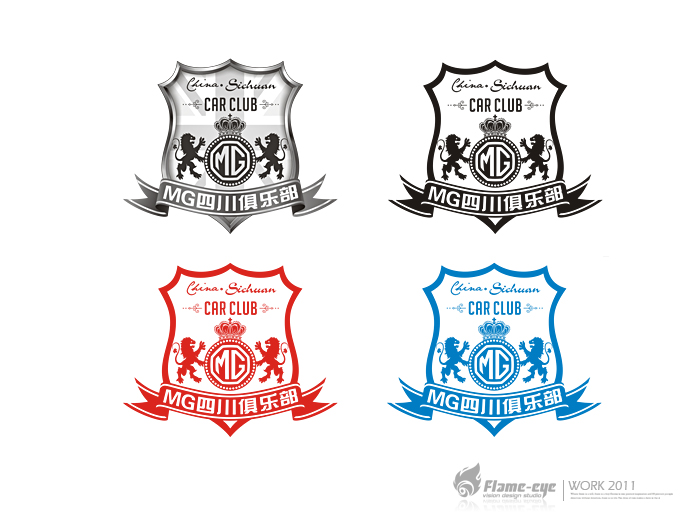 China · Sichuan
CAR CLUB
MG
MG四川俱乐部
China · Sichuan
CAR CLUB
MG
MG四川俱乐部
China · Sichuan
CAR CLUB
MG
MG四川俱乐部
China · Sichuan
CAR CLUB
MG
MG四川俱乐部
Flame-eye
vision design studio
WORK 2011